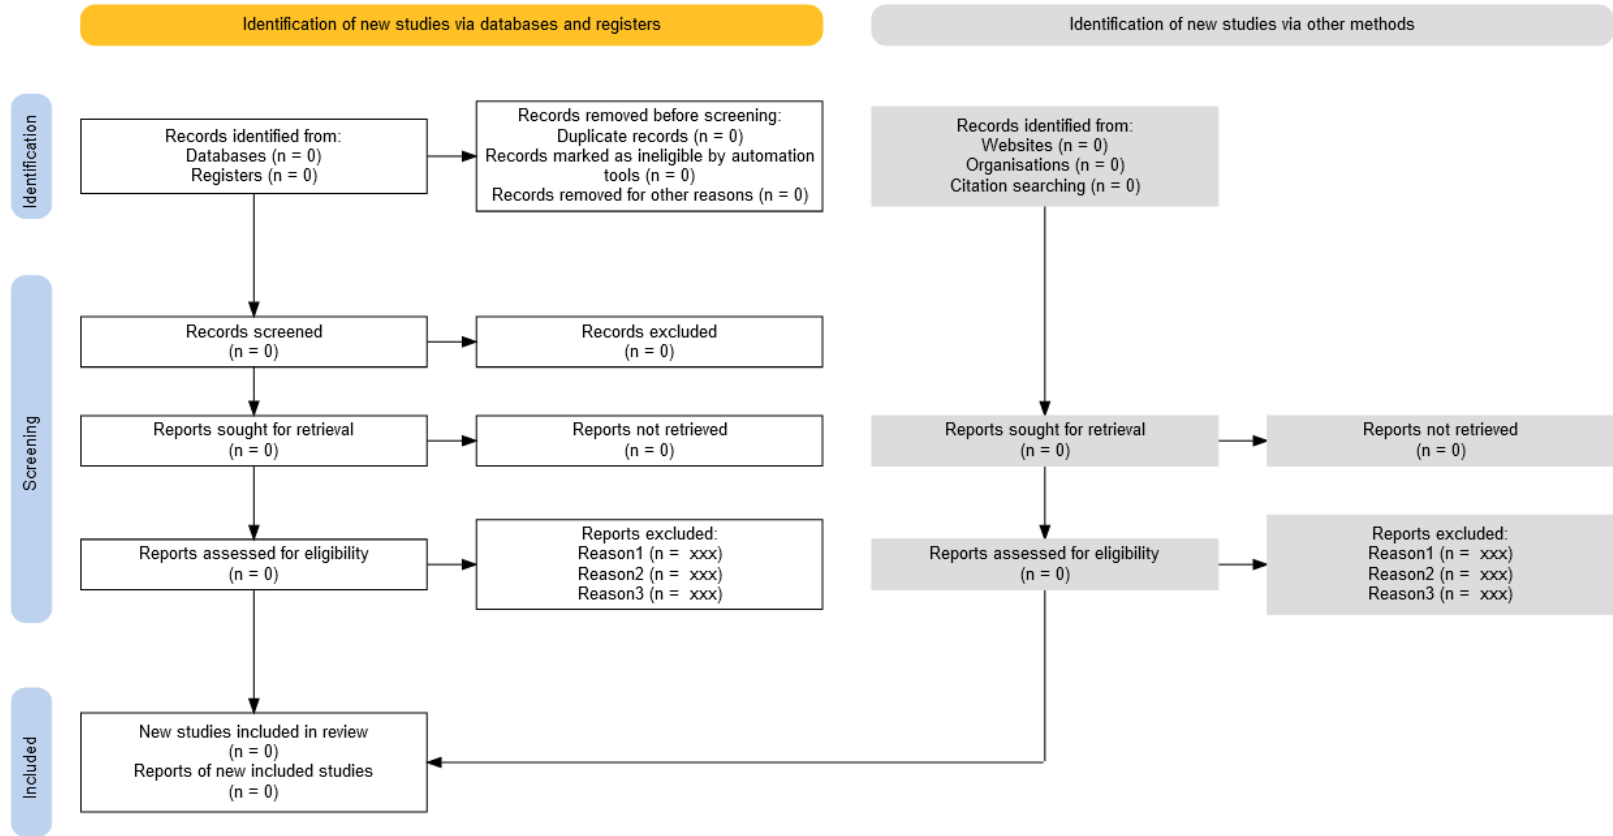 Identification of new studies via databases and registers
Identification of new studies via other methods
Identification
Records identified from:
Databases (n = 0)
Registers (n = 0)
Records removed before screening:
Duplicate records (n = 0)
Records marked as ineligible by automation
tools (n = 0)
Records removed for other reasons (n = 0)
Records identified from:
Websites (n = 0)
Organisations (n = 0)
Citation searching (n = 0)
Screening
Records screened
(n = 0)
Records excluded
(n = 0)
Reports sought for retrieval
(n = 0)
Reports not retrieved
(n = 0)
Reports sought for retrieval
(n = 0)
Reports not retrieved
(n = 0)
Reports assessed for eligibility
(n = 0)
Reports excluded:
Reason1 (n = xxx)
Reason2 (n = xxx)
Reason3 (n = xxx)
Reports assessed for eligibility
(n = 0)
Reports excluded:
Reason1 (n = xxx)
Reason2 (n = xxx)
Reason3 (n = xxx)
Included
New studies included in review
(n = 0)
Reports of new included studies
(n = 0)